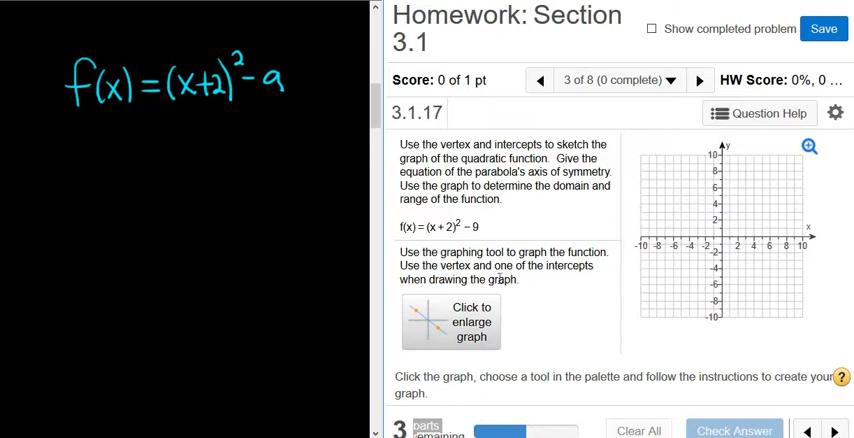 f(x) = (x+2)² - 9
Homework: Section
3.1
Show completed problem
Save
Score: 0 of 1 pt
3 of 8 (0 complete)
HW Score: 0%, 0 ...
3.1.17
Question Help
Use the vertex and intercepts to sketch the
graph of the quadratic function. Give the
equation of the parabola's axis of symmetry.
Use the graph to determine the domain and
range of the function.
f(x) = (x + 2)² − 9
Use the graphing tool to graph the function.
Use the vertex and one of the intercepts
when drawing the graph.
Click to
enlarge
graph
y
10
8
6
4
2
x
-10 -8 -6 -4 -2 2 4 6 8 10
-2
-4
-6
-8
-10
Click the graph, choose a tool in the palette and follow the instructions to create your
graph.
?
3 parts
remaining
Clear All
Check Answer